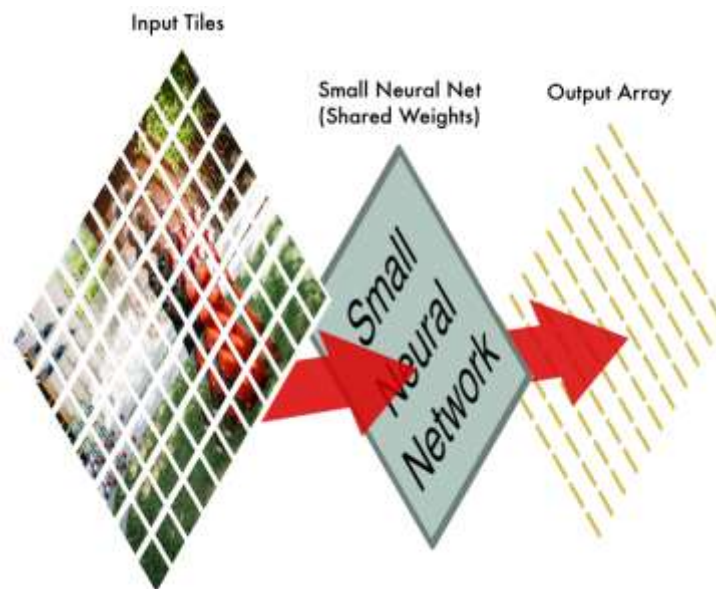 Input Tiles
Small Neural Net
(Shared Weights)
Output Array
Small
Neural
Network